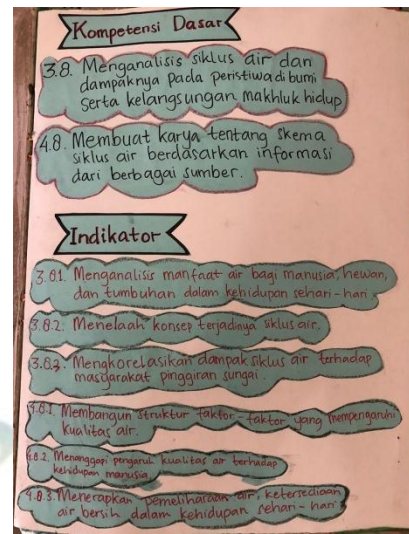 Kompetensi Dasar
3.8. Menganalisis siklus air dan
dampaknya pada peristiwa di bumi
serta kelangsungan makhluk hidup
4.8. Membuat karya tentang skema
siklus air berdasarkan informasi
dari berbagai sumber.
Indikator
3.8.1. Menganalisis manfaat air bagi manusia, hewan,
dan tumbuhan dalam kehidupan sehari-hari
3.8.2. Menelaah konsep terjadinya siklus air.
3.8.3. Mengkorelasikan dampak siklus air terhadap
masyarakat pinggiran sungai.
4.8.1. Membangun struktur faktor-faktor yang mempengaruhi
kualitas air.
4.8.2. Menanggapi pengaruh kualitas air terhadap
kehidupan manusia.
4.8.3. Menerapkan pemeliharaan air, ketersediaan
air bersih dalam kehidupan sehari-hari